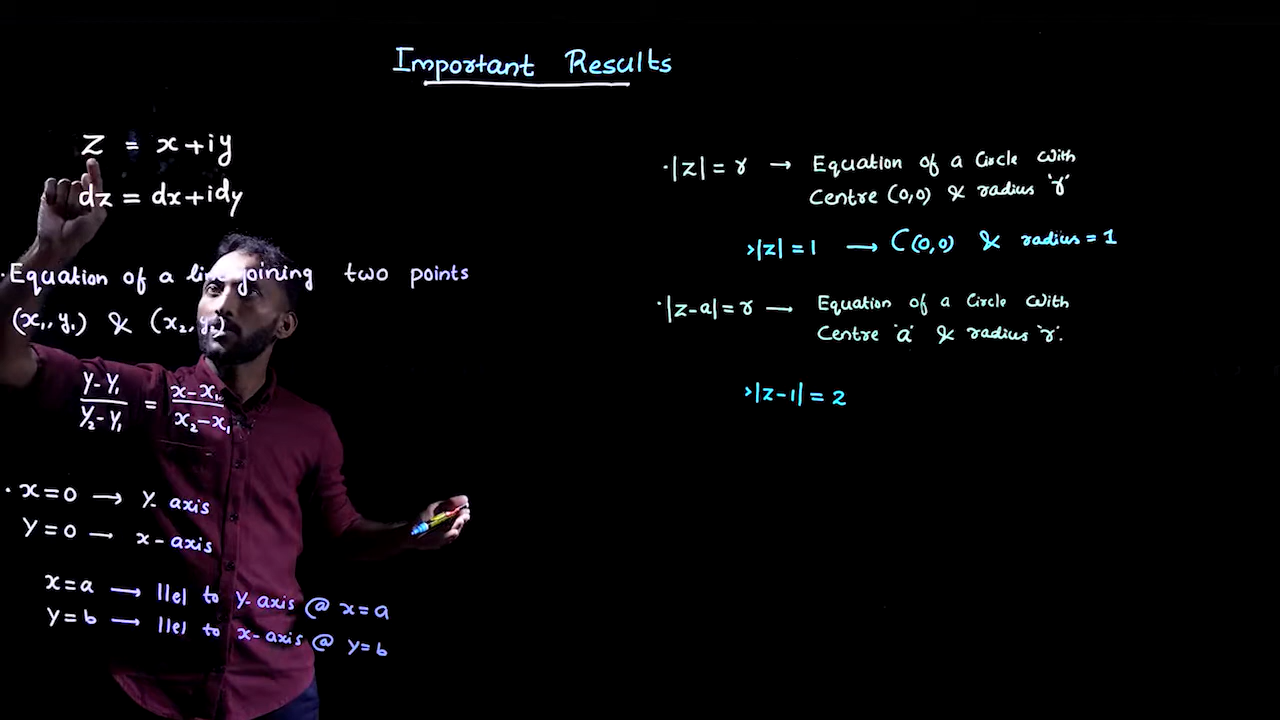 Important Results
z = x+iy
dz = dx+idy
· Equation of a line joining two points
(x₁, y₁) & (x₂, y₂)
y-y₁/y₂-y₁ = x-x₁/x₂-x₁
· x=0 → y-axis
y=0 → x-axis
x=a → llel to y-axis @ x=a
y=b → llel to x-axis @ y=b
· |z| = r → Equation of a Circle with
Centre (0,0) & radius 'r'
>|z| = 1 → C(0,0) & radius = 1
· |z-a| = r → Equation of a Circle with
Centre 'a' & radius 'r'.
>|z-1| = 2